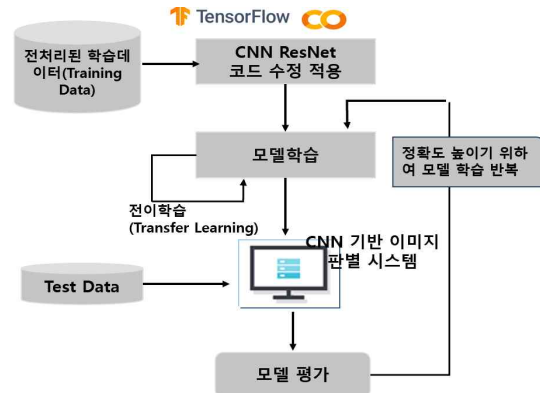 TensorFlow
전처리된 학습데
이터(Training
Data)
CNN ResNet
코드 수정 적용
모델학습
정확도 높이기 위하
여 모델 학습 반복
전이학습
(Transfer Learning)
CNN 기반 이미지
판별 시스템
Test Data
모델 평가